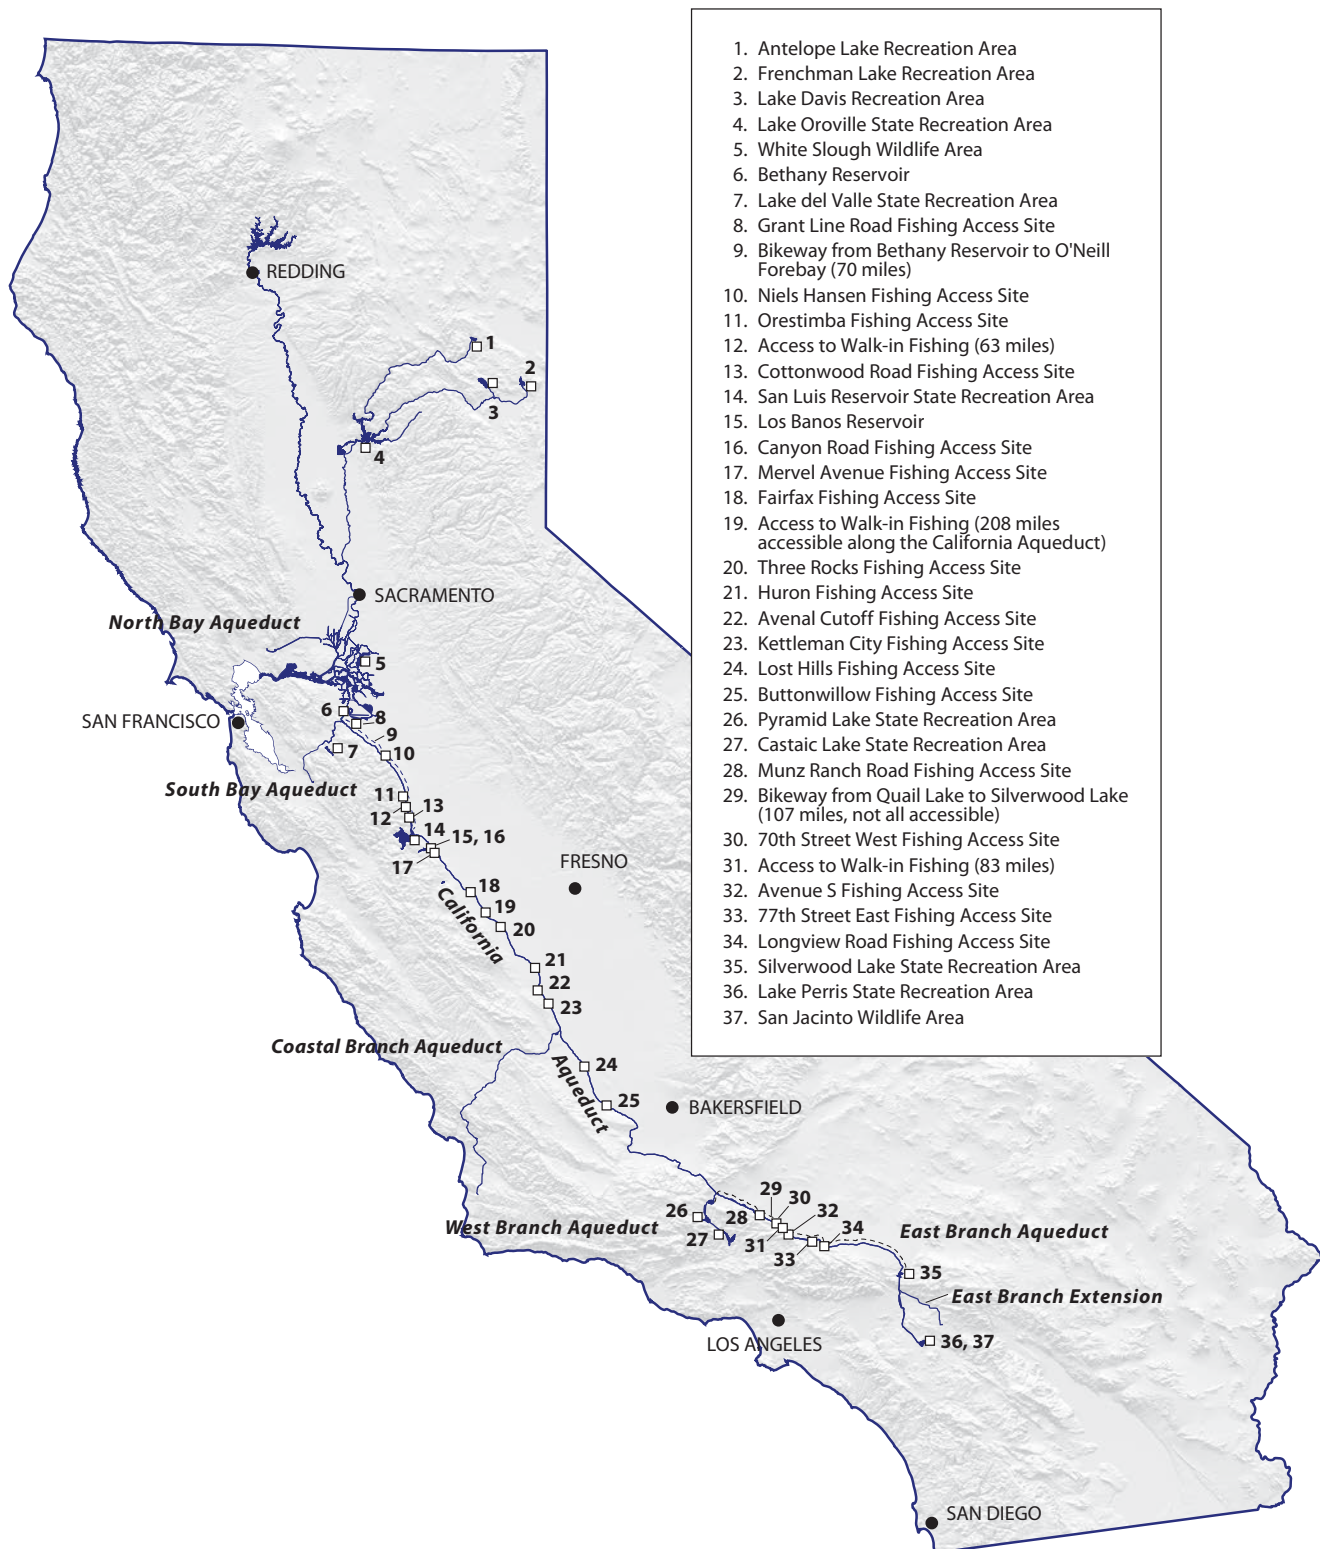 1. Antelope Lake Recreation Area
2. Frenchman Lake Recreation Area
3. Lake Davis Recreation Area
4. Lake Oroville State Recreation Area
5. White Slough Wildlife Area
6. Bethany Reservoir
7. Lake del Valle State Recreation Area
8. Grant Line Road Fishing Access Site
9. Bikeway from Bethany Reservoir to O'Neill
Forebay (70 miles)
10. Niels Hansen Fishing Access Site
11. Orestimba Fishing Access Site
12. Access to Walk-in Fishing (63 miles)
13. Cottonwood Road Fishing Access Site
14. San Luis Reservoir State Recreation Area
15. Los Banos Reservoir
16. Canyon Road Fishing Access Site
17. Mervel Avenue Fishing Access Site
18. Fairfax Fishing Access Site
19. Access to Walk-in Fishing (208 miles
accessible along the California Aqueduct)
20. Three Rocks Fishing Access Site
21. Huron Fishing Access Site
22. Avenal Cutoff Fishing Access Site
23. Kettleman City Fishing Access Site
24. Lost Hills Fishing Access Site
25. Buttonwillow Fishing Access Site
26. Pyramid Lake State Recreation Area
27. Castaic Lake State Recreation Area
28. Munz Ranch Road Fishing Access Site
29. Bikeway from Quail Lake to Silverwood Lake
(107 miles, not all accessible)
30. 70th Street West Fishing Access Site
31. Access to Walk-in Fishing (83 miles)
32. Avenue S Fishing Access Site
33. 77th Street East Fishing Access Site
34. Longview Road Fishing Access Site
35. Silverwood Lake State Recreation Area
36. Lake Perris State Recreation Area
37. San Jacinto Wildlife Area
REDDING
1
2
3
4
SACRAMENTO
North Bay Aqueduct
5
6
8
SAN FRANCISCO
9
7
10
South Bay Aqueduct
11
12
13
14
15, 16
17
FRESNO
18
California
19
20
21
22
23
Coastal Branch Aqueduct
Aqueduct
24
25
BAKERSFIELD
29
30
26
28
32
West Branch Aqueduct
27
31
34
33
East Branch Aqueduct
35
East Branch Extension
LOS ANGELES
36, 37
SAN DIEGO